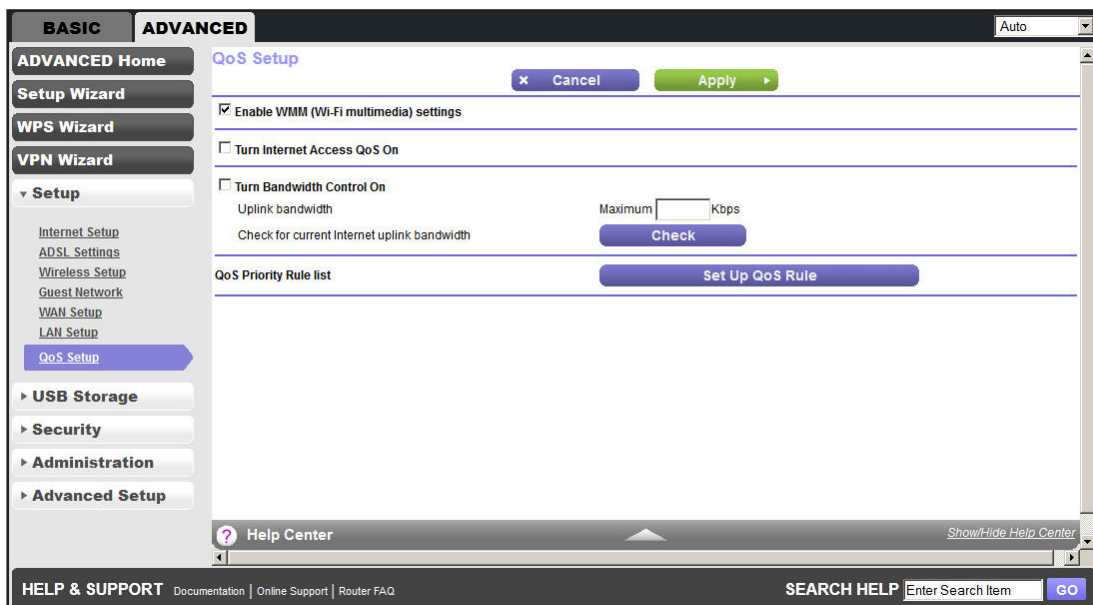 BASIC ADVANCED Auto
ADVANCED Home
Setup Wizard
WPS Wizard
VPN Wizard
Setup
Internet Setup
ADSL Settings
Wireless Setup
Guest Network
WAN Setup
LAN Setup
QoS Setup
USB Storage
Security
Administration
Advanced Setup
QoS Setup
× Cancel Apply
Enable WMM (Wi-Fi multimedia) settings
Turn Internet Access QoS On
Turn Bandwidth Control On
Uplink bandwidth Maximum Kbps
Check for current Internet uplink bandwidth Check
QoS Priority Rule list Set Up QoS Rule
? Help Center Show/Hide Help Center
HELP & SUPPORT Documentation | Online Support | Router FAQ SEARCH HELP Enter Search Item GO